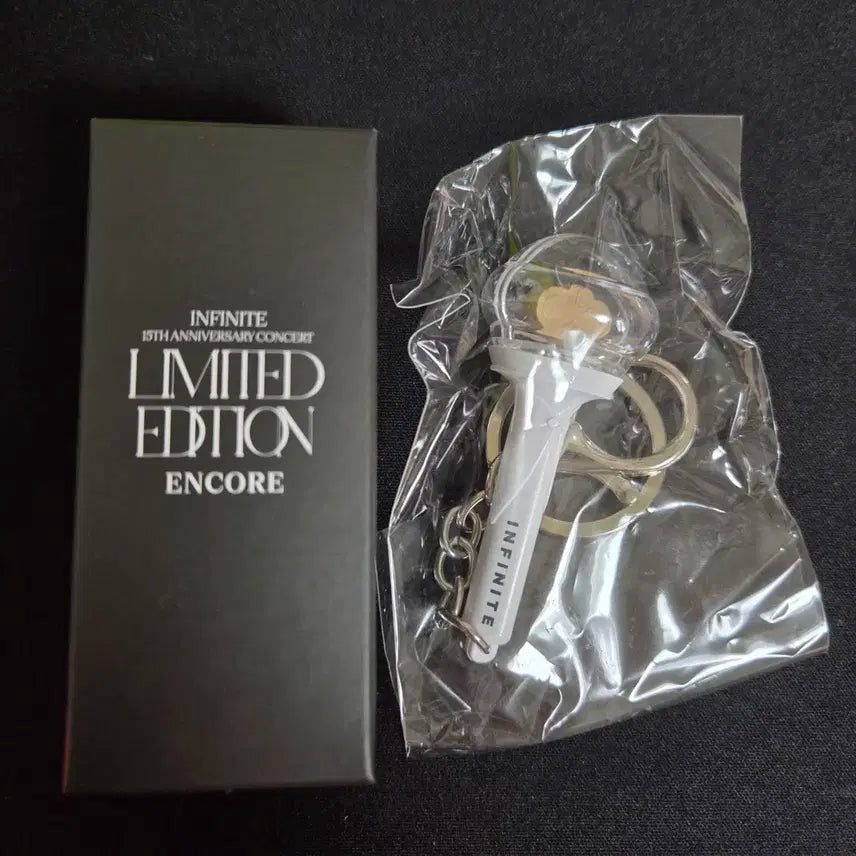 INFINITE
15TH ANNIVERSARY CONCERT
LIMITED
EDITION
ENCORE
INFINITE